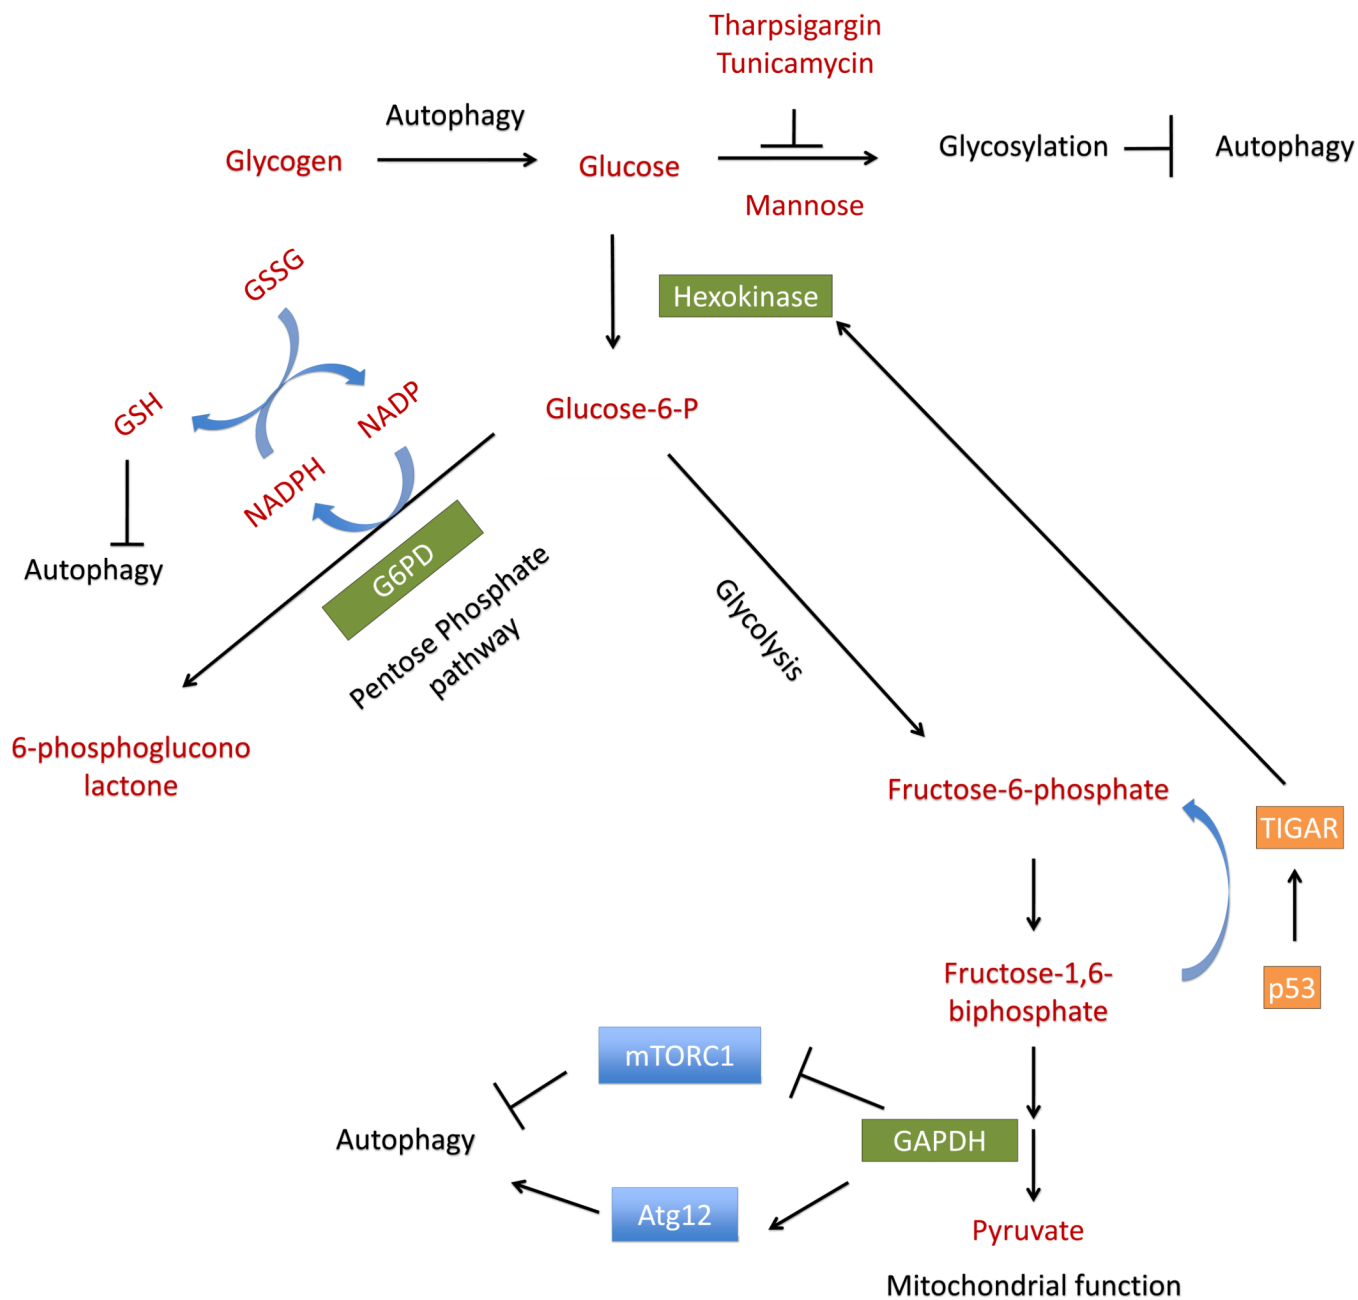 Tharpsigargin
Tunicamycin
Autophagy
Glycogen
Glucose
Glycosylation
Autophagy
Mannose
GSSG
Hexokinase
GSH
NADP
Glucose-6-P
NADPH
Autophagy
G6PD
Pentose Phosphate
pathway
Glycolysis
6-phosphoglucono
lactone
Fructose-6-phosphate
TIGAR
Fructose-1,6-
biphosphate
p53
mTORC1
Autophagy
GAPDH
Atg12
Pyruvate
Mitochondrial function